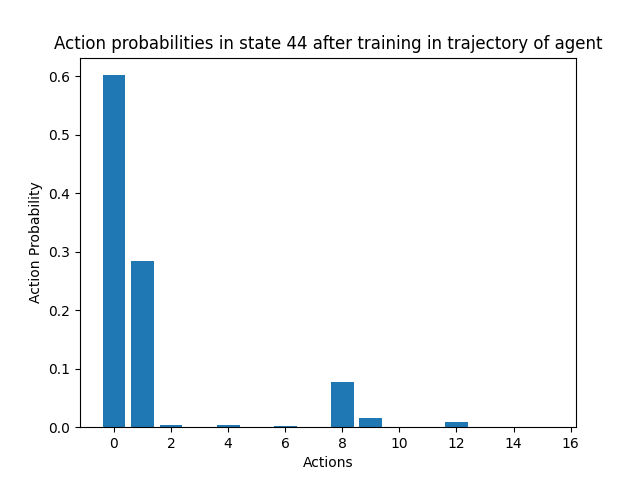 Action probabilities in state 44 after training in trajectory of agent
Action Probability
0.6
0.5
0.4
0.3
0.2
0.1
0.0
0 2 4 6 8 10 12 14 16
Actions